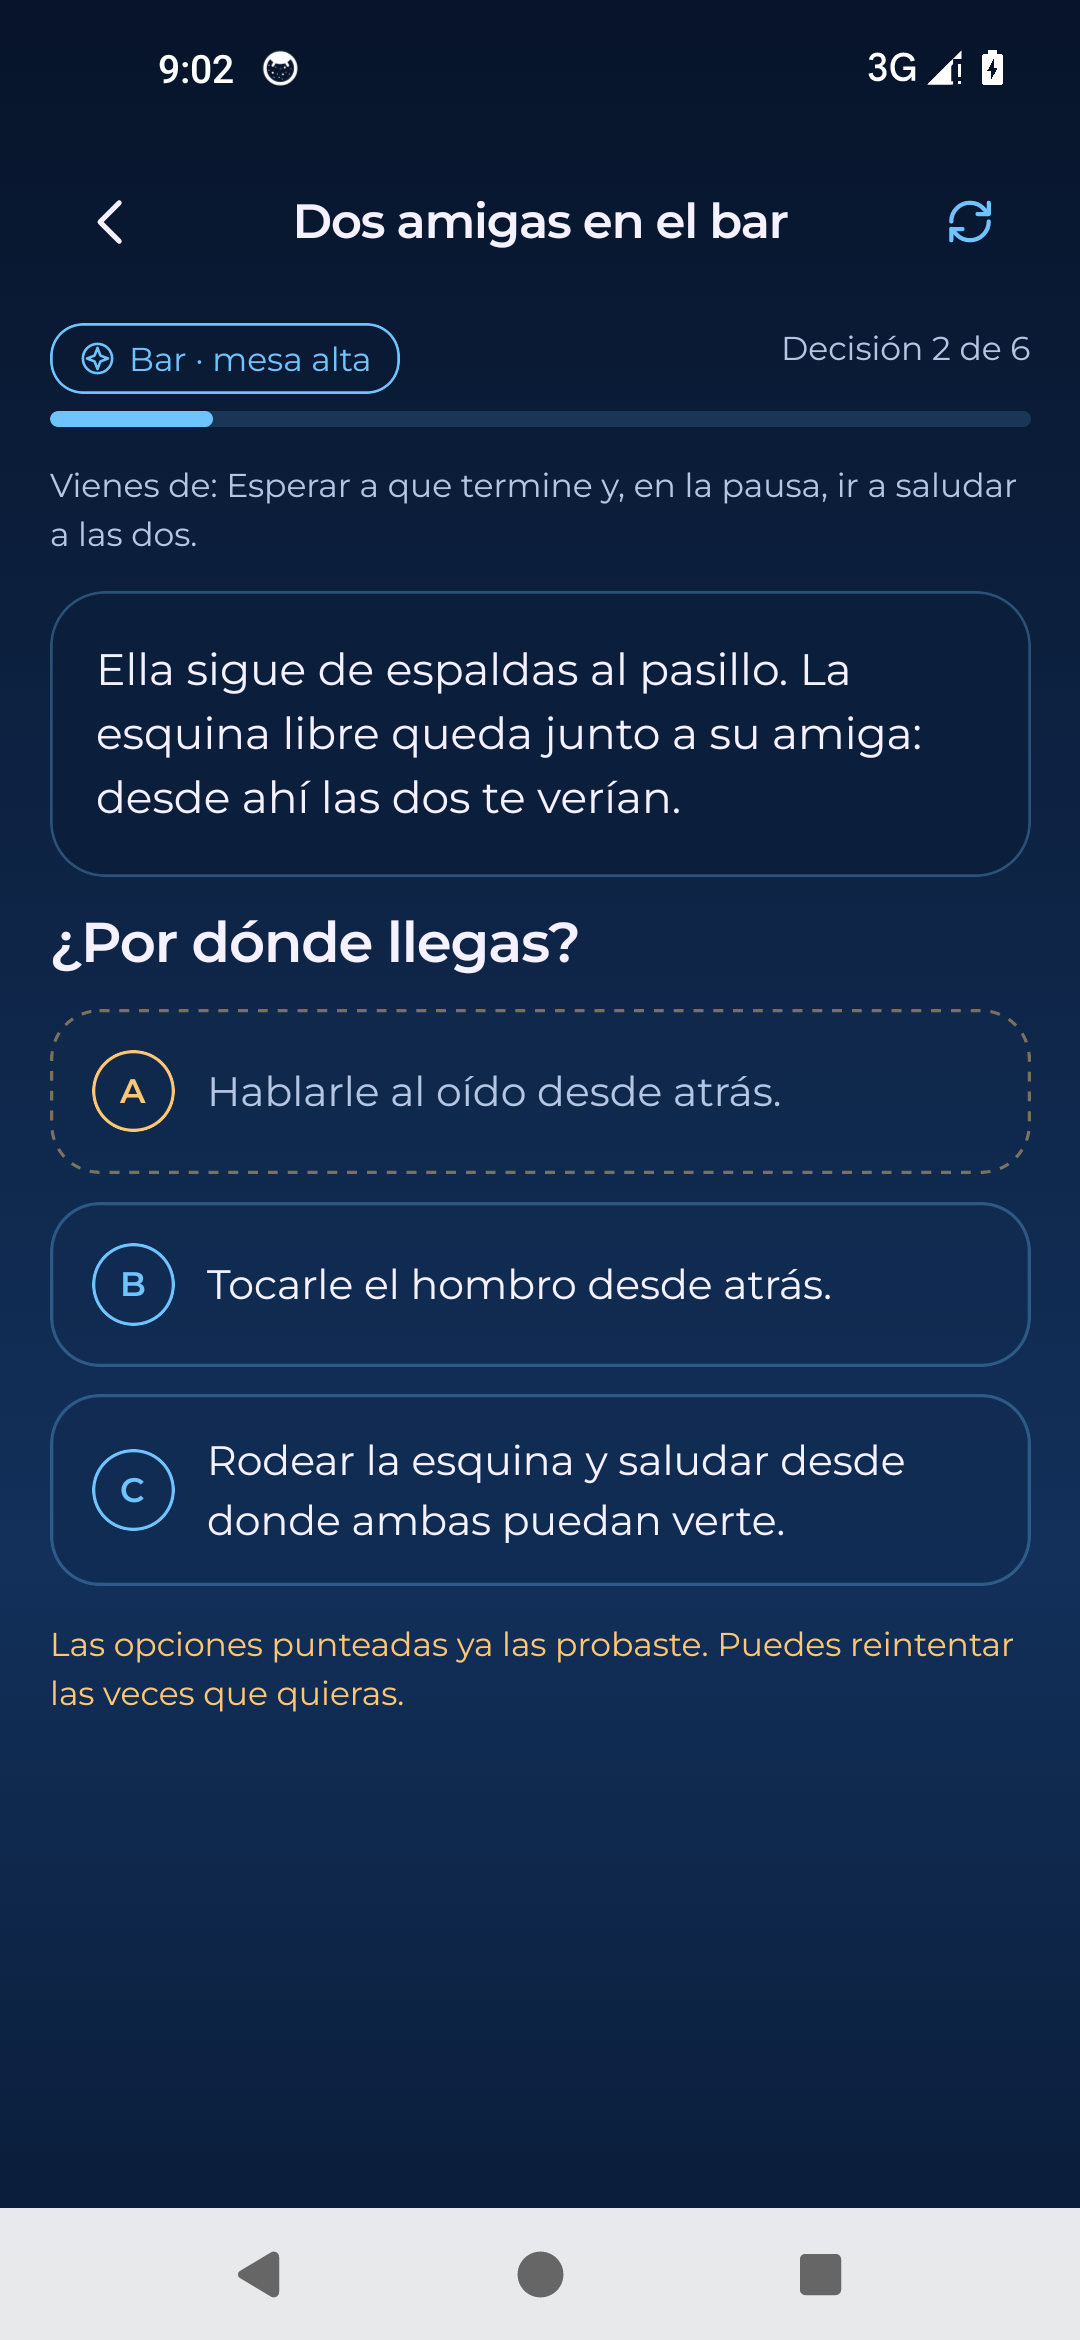 9:02
3G
Dos amigas en el bar
Bar · mesa alta
Decisión 2 de 6
Vienes de: Esperar a que termine y, en la pausa, ir a saludar
a las dos.
Ella sigue de espaldas al pasillo. La
esquina libre queda junto a su amiga:
desde ahí las dos te verían.
¿Por dónde llegas?
A
Hablarle al oído desde atrás.
B
Tocarle el hombro desde atrás.
C
Rodear la esquina y saludar desde
donde ambas puedan verte.
Las opciones punteadas ya las probaste. Puedes reintentar
las veces que quieras.